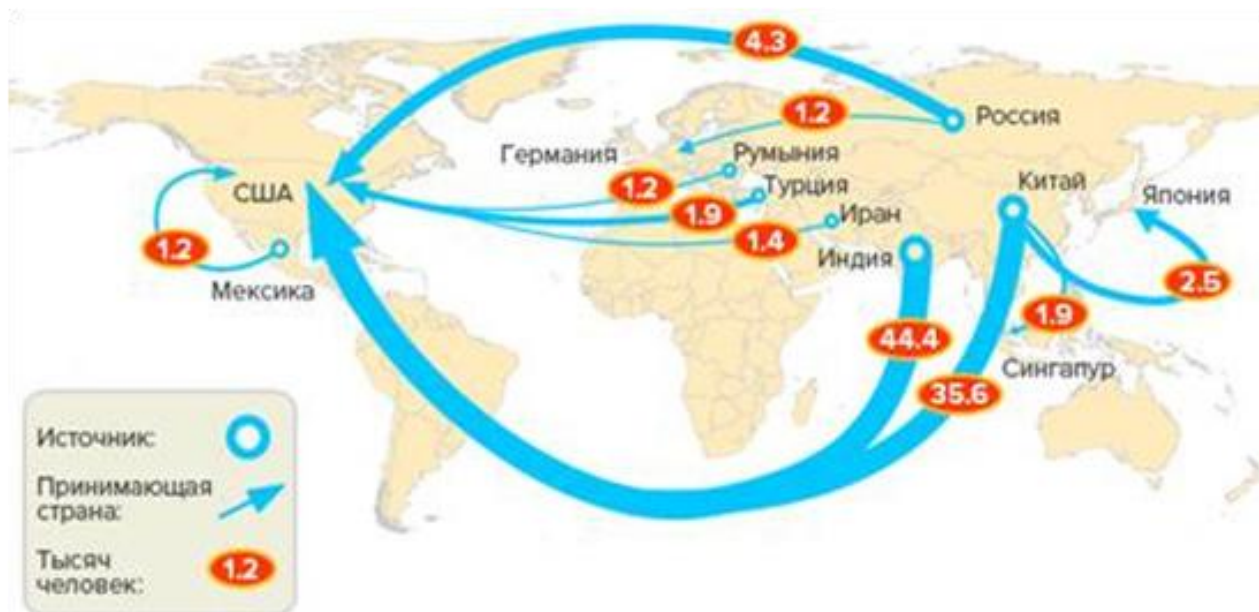 4.3
1.2
Россия
Германия
Румыния
1.2
Турция
Китай
Япония
США
1.9
Иран
1.2
1.4
Индия
2.5
Мексика
1.9
44.4
Сингапур
35.6
Источник:
Принимающая
страна:
Тысяч
человек:
1.2